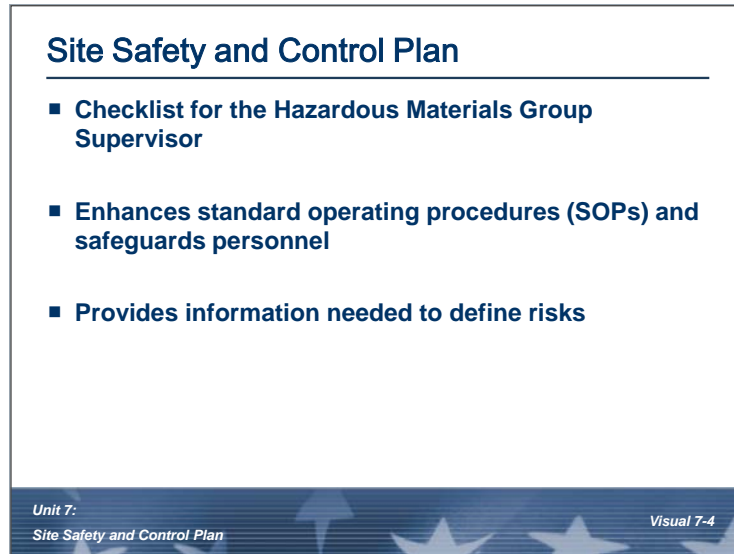 Site Safety and Control Plan
■ Checklist for the Hazardous Materials Group
Supervisor
■ Enhances standard operating procedures (SOPs) and
safeguards personnel
■ Provides information needed to define risks
Unit 7:
Site Safety and Control Plan
Visual 7-4